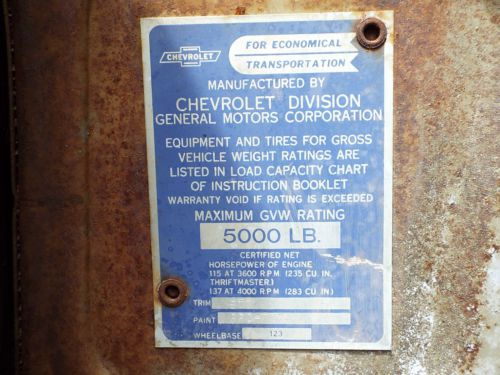 CHEVROLET
FOR ECONOMICAL
TRANSPORTATION
MANUFACTURED BY
CHEVROLET DIVISION
GENERAL MOTORS CORPORATION
EQUIPMENT AND TIRES FOR GROSS
VEHICLE WEIGHT RATINGS ARE
LISTED IN LOAD CAPACITY CHART
OF INSTRUCTION BOOKLET
WARRANTY VOID IF RATING IS EXCEEDED
MAXIMUM GVW RATING
5000 LB.
CERTIFIED NET
HORSEPOWER OF ENGINE
115 AT 3600 R.P.M (235 CU. IN.
THRIFTMASTER)
137 AT 4000 R.P.M (283 CU. IN.)
TRIM
PAINT
WHEELBASE 123